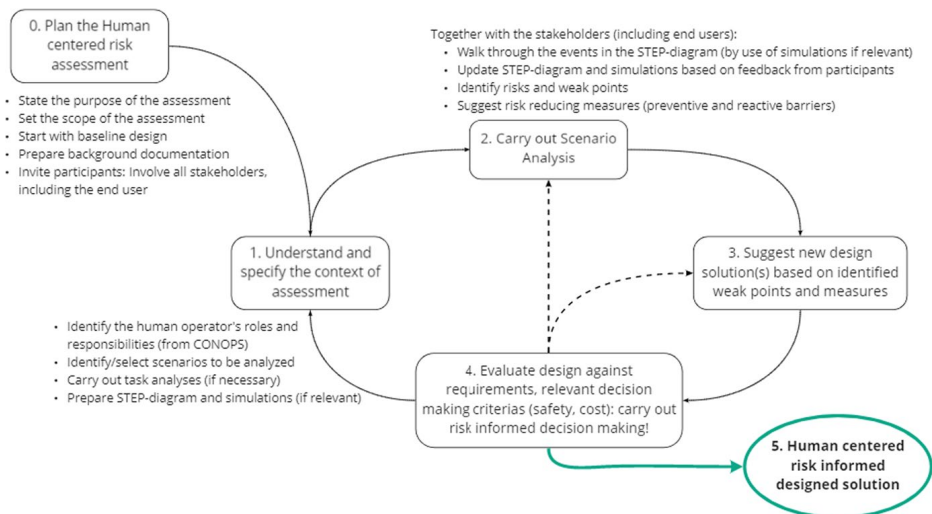 0. Plan the Human
centered risk
assessment
• State the purpose of the assessment
• Set the scope of the assessment
• Start with baseline design
• Prepare background documentation
• Invite participants: Involve all stakeholders,
including the end user
Together with the stakeholders (including end users):
• Walk through the events in the STEP-diagram (by use of simulations if relevant)
• Update STEP-diagram and simulations based on feedback from participants
• Identify risks and weak points
• Suggest risk reducing measures (preventive and reactive barriers)
2. Carry out Scenario
Analysis
1. Understand and
specify the context of
assessment
3. Suggest new design
solution(s) based on identified
weak points and measures
• Identify the human operator's roles and
responsibilities (from CONOPS)
• Identify/select scenarios to be analyzed
• Carry out task analyses (if necessary)
• Prepare STEP-diagram and simulations (if relevant)
4. Evaluate design against
requirements, relevant decision
making criterias (safety, cost): carry out
risk informed decision making!
5. Human centered
risk informed
designed solution